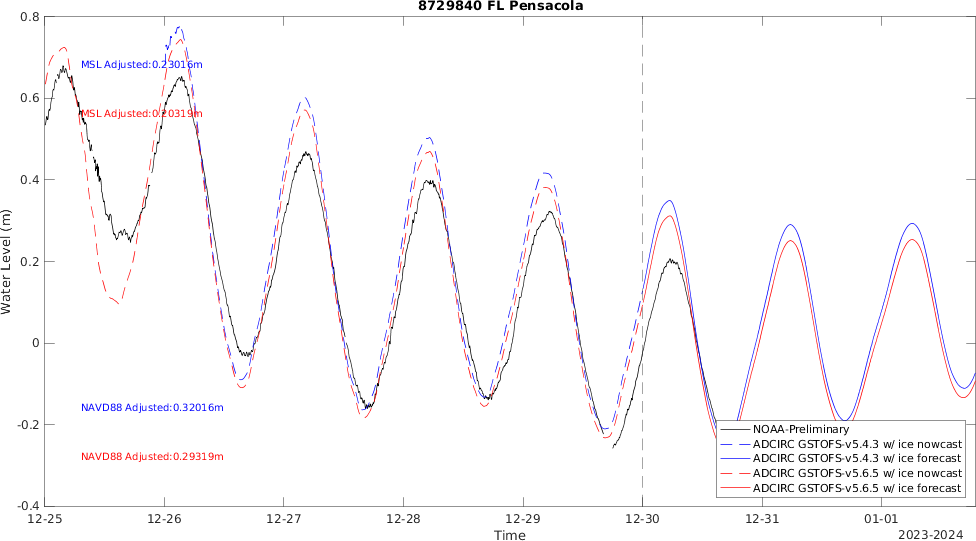 8729840 FL Pensacola
0.8
0.6
0.4
0.2
0
-0.2
-0.4
Water Level (m)
MSL Adjusted:0.23016m
MSL Adjusted:0.20319m
NAVD88 Adjusted:0.32016m
NAVD88 Adjusted:0.29319m
NOAA-Preliminary
ADCIRC GSTOFS-v5.4.3 w/ ice nowcast
ADCIRC GSTOFS-v5.4.3 w/ ice forecast
ADCIRC GSTOFS-v5.6.5 w/ ice nowcast
ADCIRC GSTOFS-v5.6.5 w/ ice forecast
12-25 12-26 12-27 12-28 12-29 12-30 12-31 01-01
Time
2023-2024